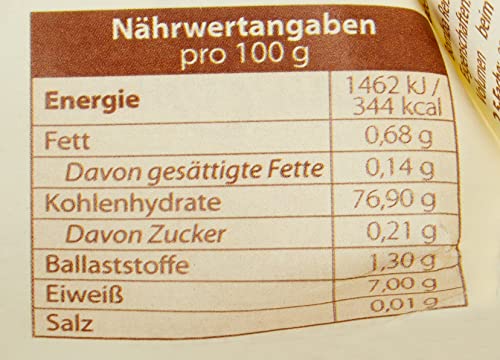 Nährwertangaben
pro 100 g
Energie 1462 kJ / 344 kcal
Fett 0,68 g
Davon gesättigte Fette 0,14 g
Kohlenhydrate 76,90 g
Davon Zucker 0,21 g
Ballaststoffe 1,30 g
Eiweiß 7,00 g
Salz 0,01 g
beim